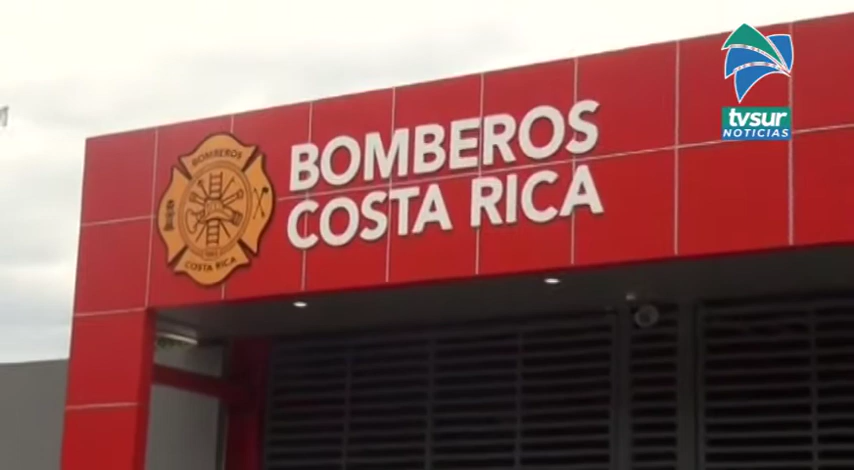 BOMBEROS
COSTA RICA
BOMBEROS
COSTA RICA
tvsur
NOTICIAS